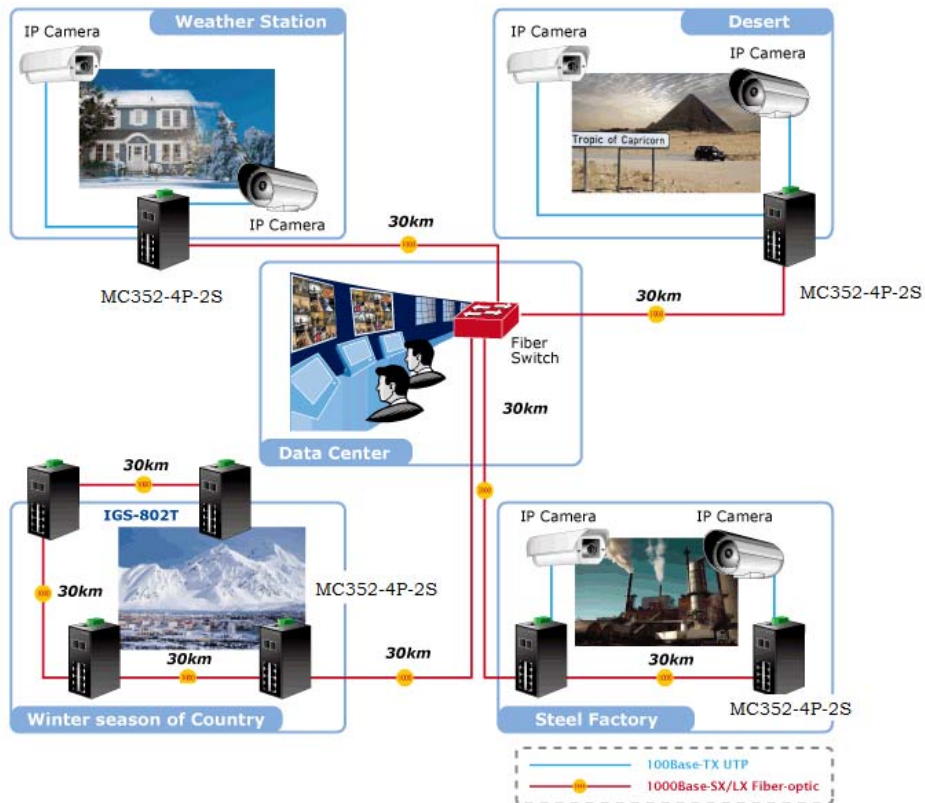 Weather Station
IP Camera
IP Camera
MC352-4P-2S
Desert
IP Camera
IP Camera
Tropic of Capricorn
MC352-4P-2S
30km
30km
Fiber
Switch
30km
Data Center
30km
IGS-802T
30km
MC352-4P-2S
30km
30km
Winter season of Country
IP Camera
IP Camera
30km
MC352-4P-2S
Steel Factory
100Base-TX UTP
1000Base-SX/LX Fiber-optic